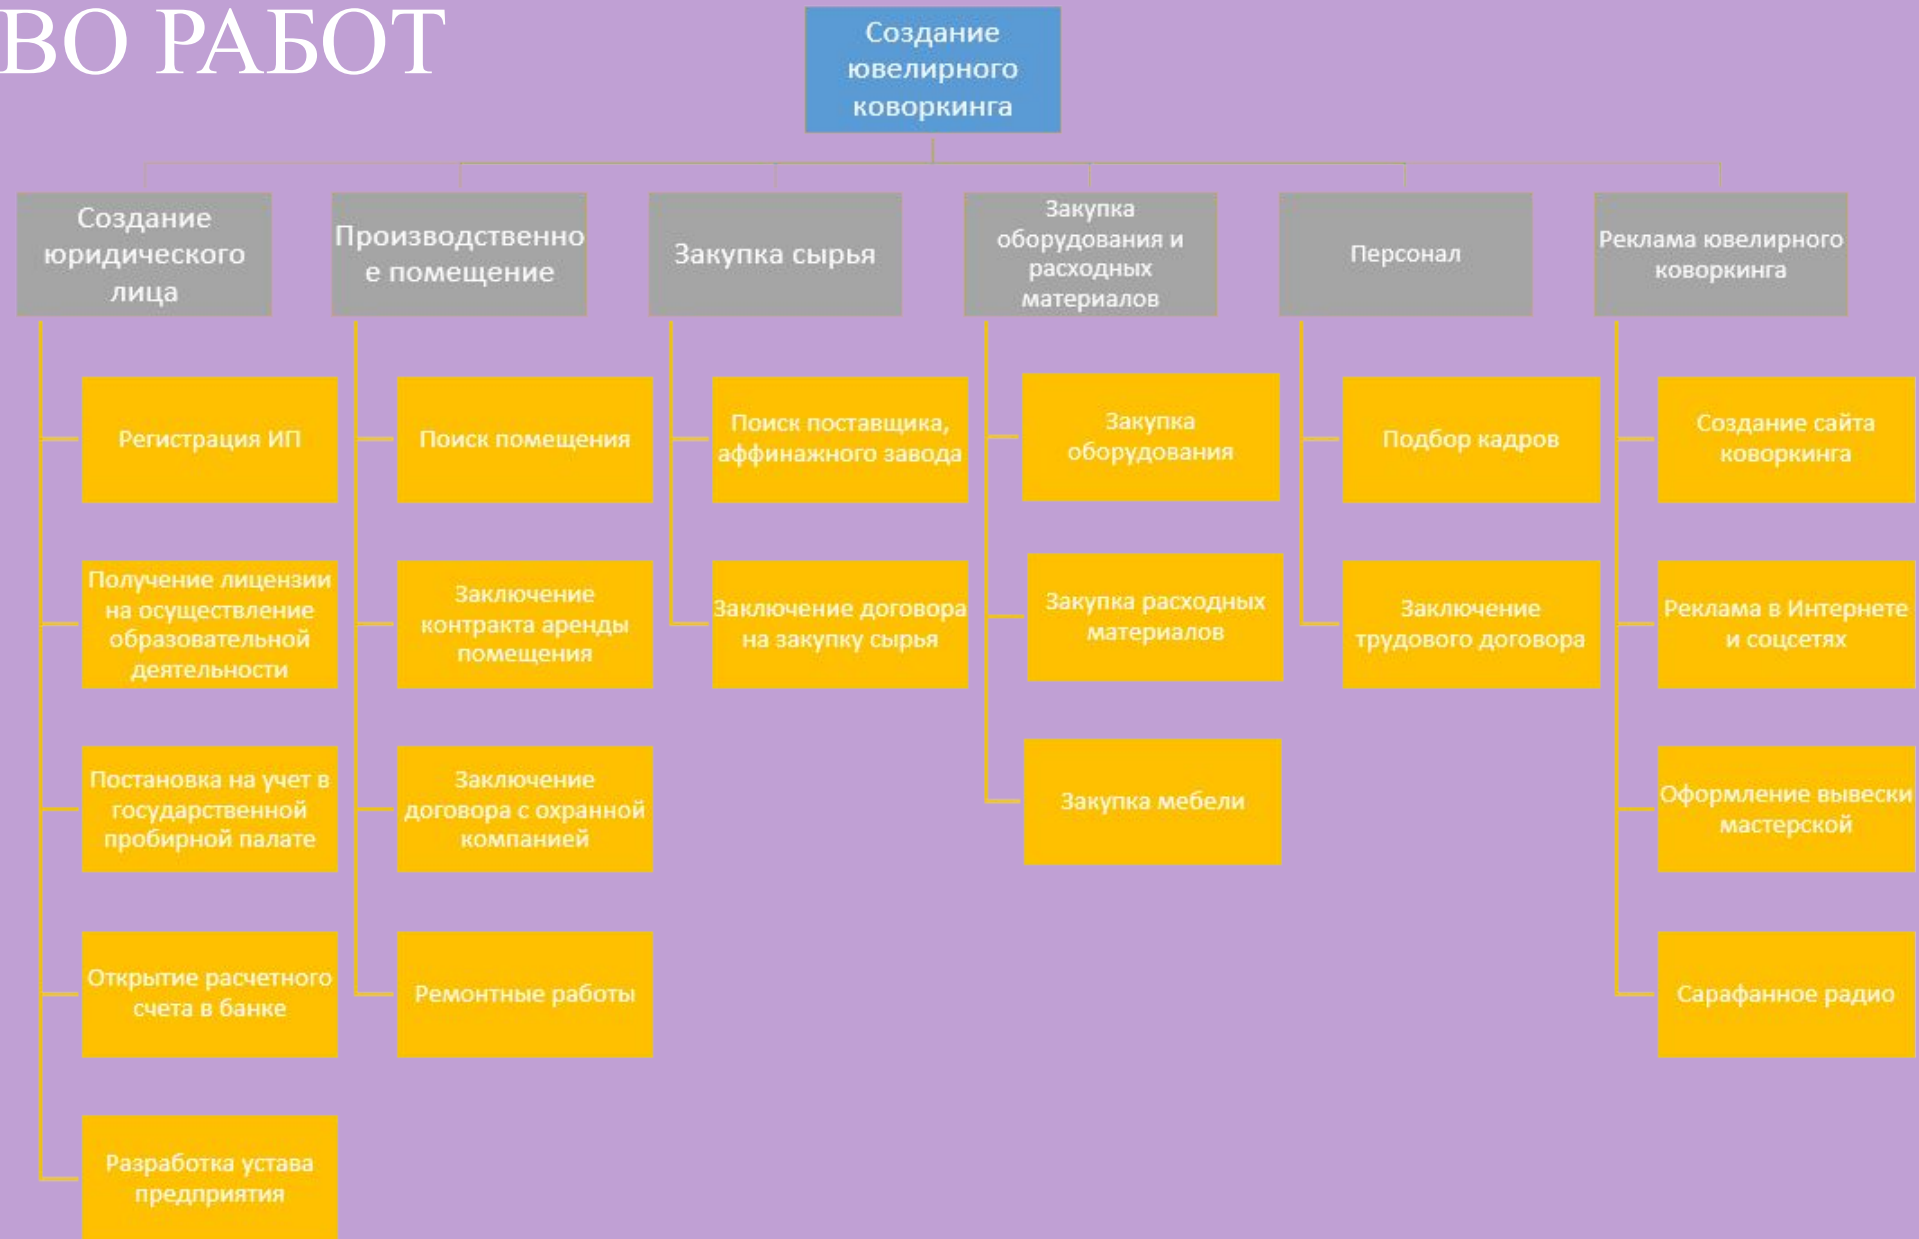 ВО РАБОТ
Создание
ювелирного
коворкинга
Создание
юридического
лица
Производственно
е помещение
Закупка сырья
Закупка
оборудования и
расходных
материалов
Персонал
Реклама ювелирного
коворкинга
Регистрация ИП
Получение лицензии
на осуществление
образовательной
деятельности
Постановка на учет в
государственной
пробирной палате
Открытие расчетного
счета в банке
Разработка устава
предприятия
Поиск помещения
Заключение
контракта аренды
помещения
Заключение
договора с охранной
компанией
Ремонтные работы
Поиск поставщика,
аффинажного завода
Заключение договора
на закупку сырья
Закупка
оборудования
Закупка расходных
материалов
Закупка мебели
Подбор кадров
Заключение
трудового договора
Создание сайта
коворкинга
Реклама в Интернете
и соцсетях
Оформление вывески
мастерской
Сарафанное радио